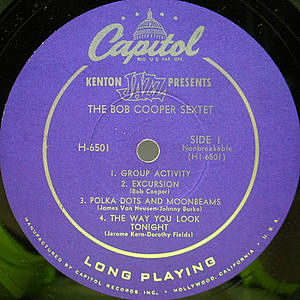 Capitol
REG. U.S. PAT. OFF.
KENTON JAZZ PRESENTS
THE BOB COOPER SEXTET
H-6501
SIDE 1
Nonbreakable
(H1-6501)
1. GROUP ACTIVITY
2. EXCURSION
(Bob Cooper)
3. POLKA DOTS AND MOONBEAMS
(James Van Heusen-Johnny Burke)
4. THE WAY YOU LOOK
TONIGHT
(Jerome Kern-Dorothy Fields)
LONG PLAYING
MANUFACTURED BY CAPITOL RECORDS, INC. • HOLLYWOOD, CALIFORNIA • U.S.A.